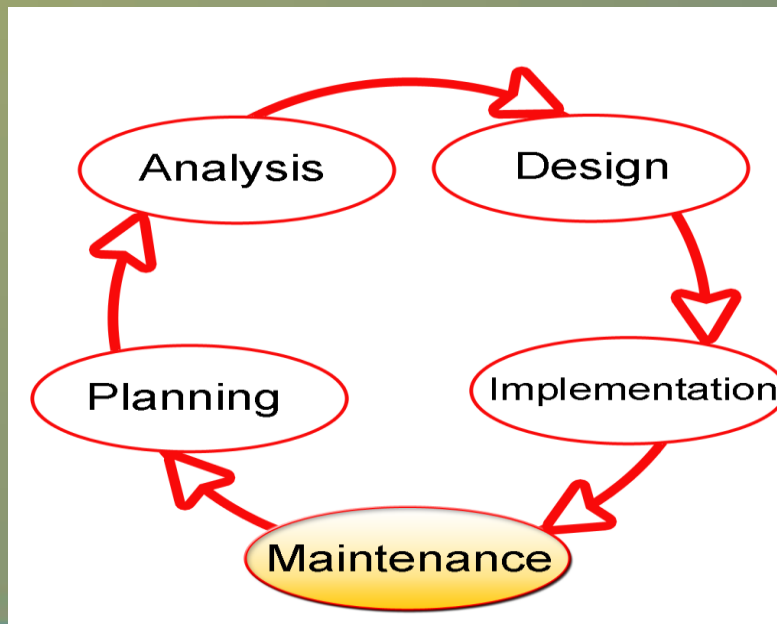 Analysis
Design
Planning
Implementation
Maintenance